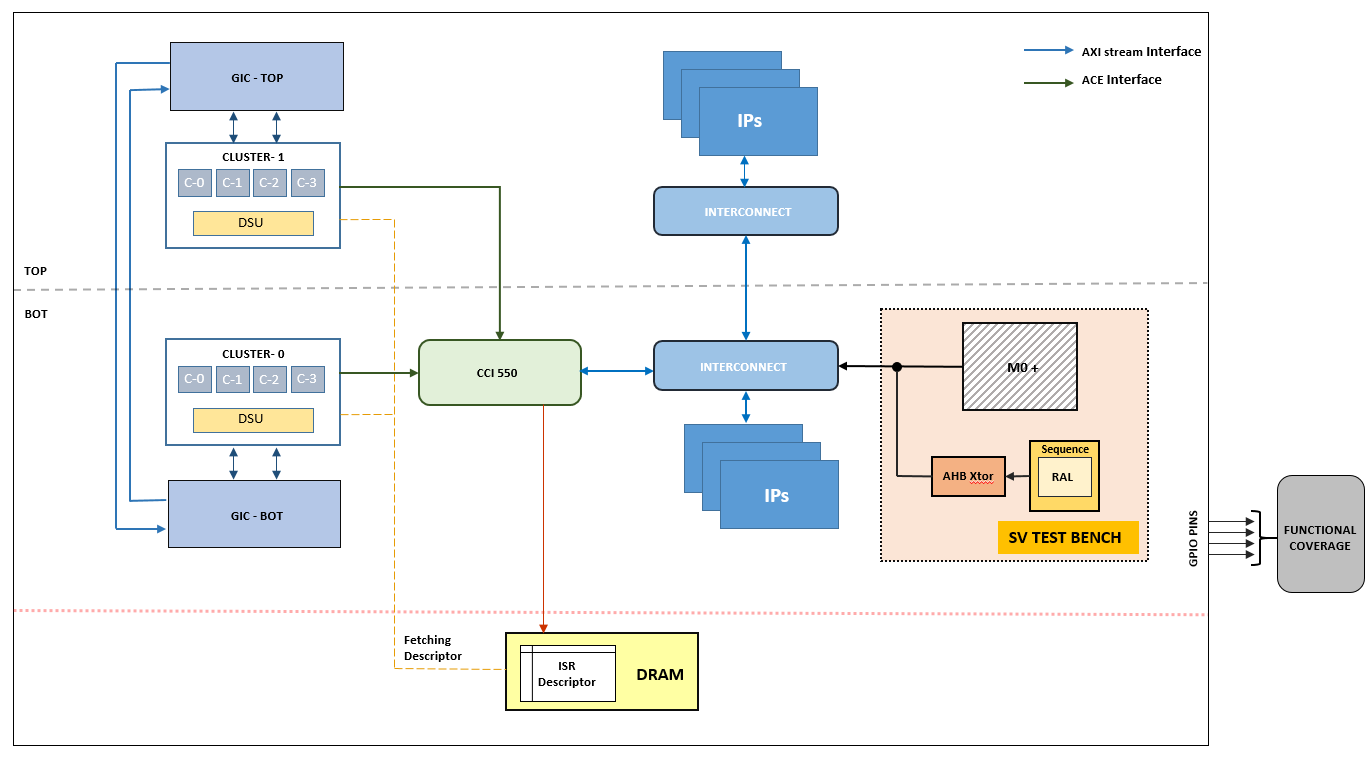 GIC - TOP
CLUSTER- 1
C-0 C-1 C-2 C-3
DSU
TOP
BOT
CLUSTER- 0
C-0 C-1 C-2 C-3
DSU
GIC - BOT
CCI 550
IPs
INTERCONNECT
INTERCONNECT
IPs
AXI stream Interface
ACE Interface
M0 +
AHB Xtor
Sequence
RAL
SV TEST BENCH
GPIO PINS
FUNCTIONAL
COVERAGE
Fetching
Descriptor
ISR
Descriptor
DRAM